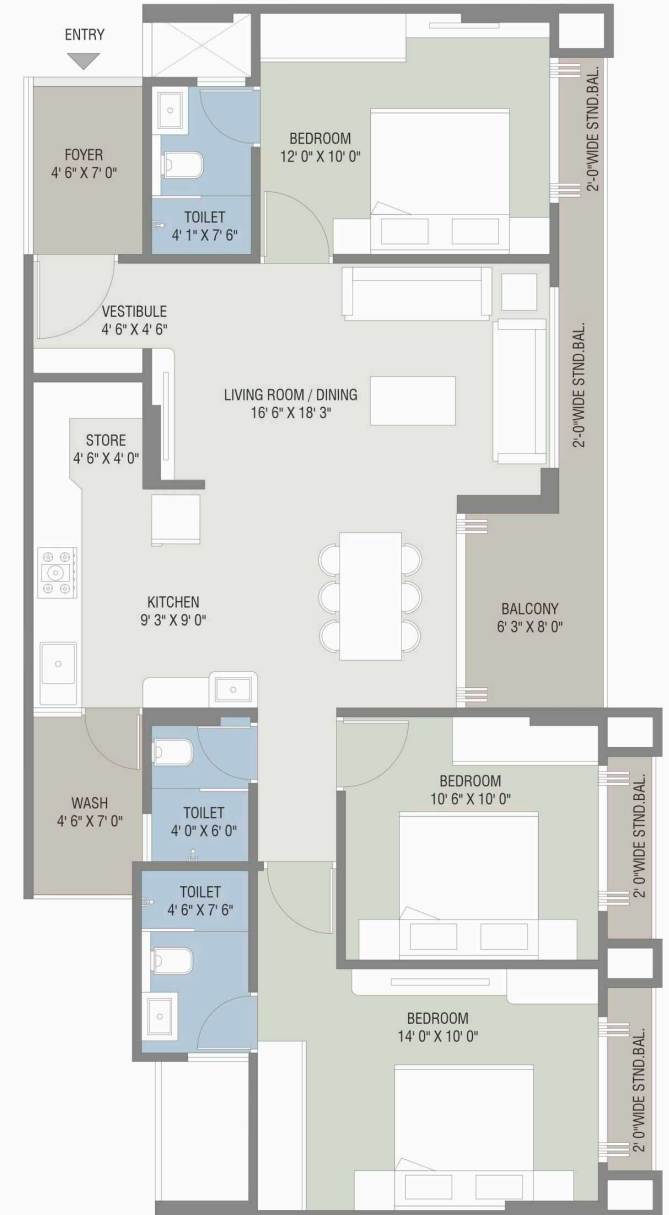 ENTRY
FOYER
4' 6" X 7' 0"
TOILET
4' 1" X 7' 6"
BEDROOM
12' 0" X 10' 0"
2'-0"WIDE STND.BAL.
VESTIBULE
4' 6" X 4' 6"
LIVING ROOM / DINING
16' 6" X 18' 3"
2'-0"WIDE STND.BAL.
STORE
4' 6" X 4' 0"
KITCHEN
9' 3" X 9' 0"
BALCONY
6' 3" X 8' 0"
WASH
4' 6" X 7' 0"
TOILET
4' 0" X 6' 0"
BEDROOM
10' 6" X 10' 0"
2' 0"WIDE STND.BAL.
TOILET
4' 6" X 7' 6"
BEDROOM
14' 0" X 10' 0"
2' 0"WIDE STND.BAL.